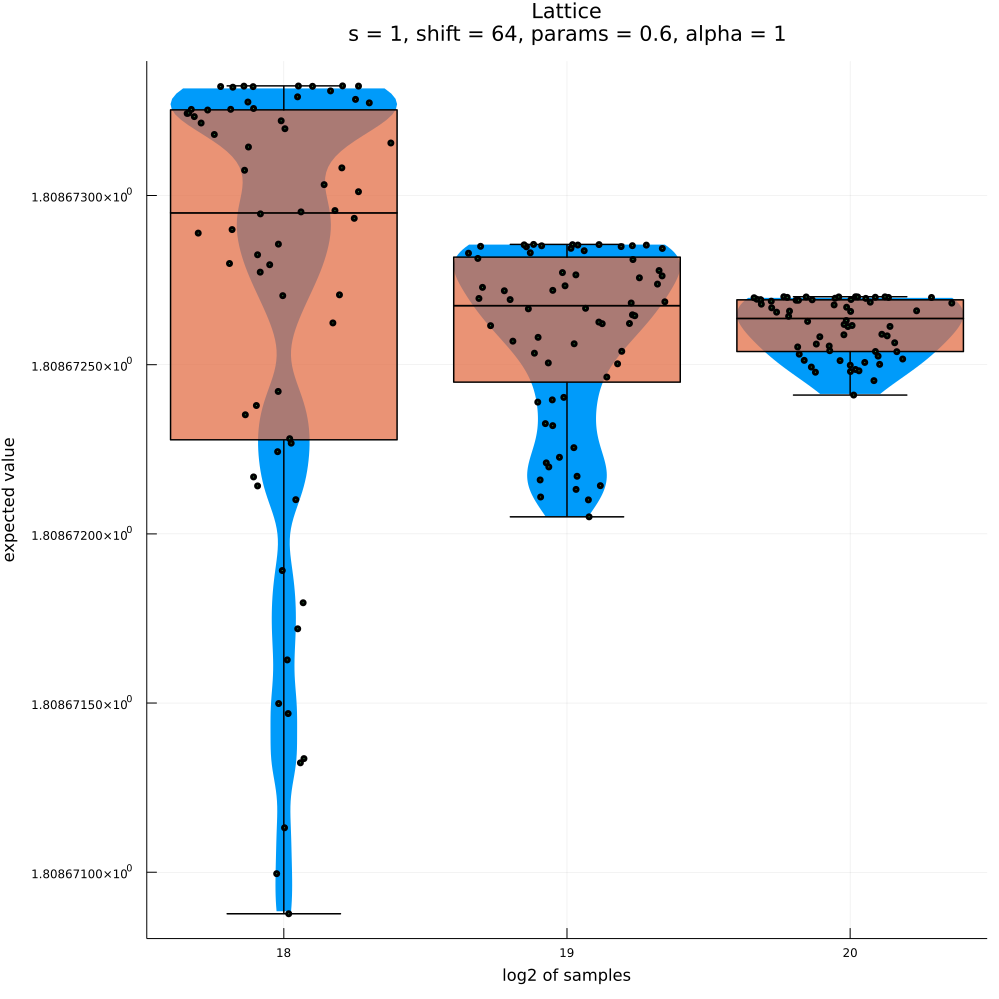 Lattice
s = 1, shift = 64, params = 0.6, alpha = 1
expected value
1.80867300×10⁰
1.80867250×10⁰
1.80867200×10⁰
1.80867150×10⁰
1.80867100×10⁰
18 19 20
log2 of samples